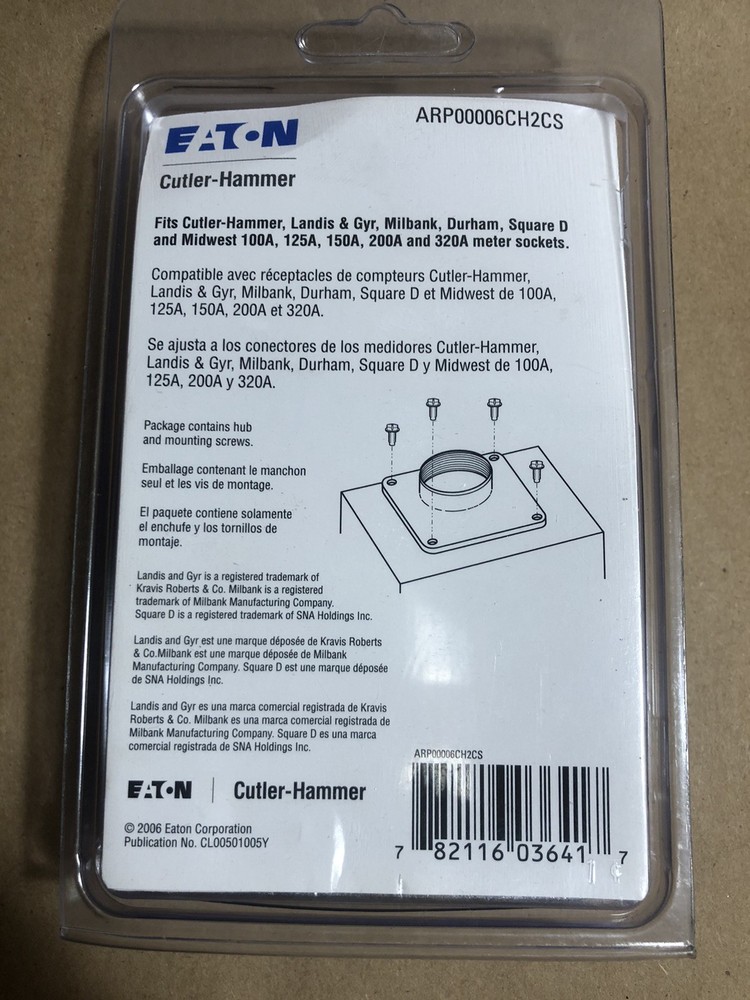 ARP00006CH2CS
EATON
Cutler-Hammer
Fits Cutler-Hammer, Landis & Gyr, Milbank, Durham, Square D
and Midwest 100A, 125A, 150A, 200A and 320A meter sockets.
Compatible avec réceptacles de compteurs Cutler-Hammer,
Landis & Gyr, Milbank, Durham, Square D et Midwest de 100A,
125A, 150A, 200A et 320A.
Se ajusta a los conectores de los medidores Cutler-Hammer,
Landis & Gyr, Milbank, Durham, Square D y Midwest de 100A,
125A, 200A y 320A.
Package contains hub
and mounting screws.
Emballage contenant le manchon
seul et les vis de montage.
El paquete contiene solamente
el enchufe y los tornillos de
montaje.
Landis and Gyr is a registered trademark of
Kravis Roberts & Co. Milbank is a registered
trademark of Milbank Manufacturing Company.
Square D is a registered trademark of SNA Holdings Inc.
Landis and Gyr est une marque déposée de Kravis Roberts
& Co.Milbank est une marque déposée de Milbank
Manufacturing Company. Square D est une marque déposée
de SNA Holdings Inc.
Landis and Gyr es una marca comercial registrada de Kravis
Roberts & Co. Milbank es una marca comercial registrada de
Milbank Manufacturing Company. Square D es una marca
comercial registrada de SNA Holdings Inc.
EATON | Cutler-Hammer
© 2006 Eaton Corporation
Publication No. CL00501005Y
ARP00006CH2CS
7 82116 03641 7